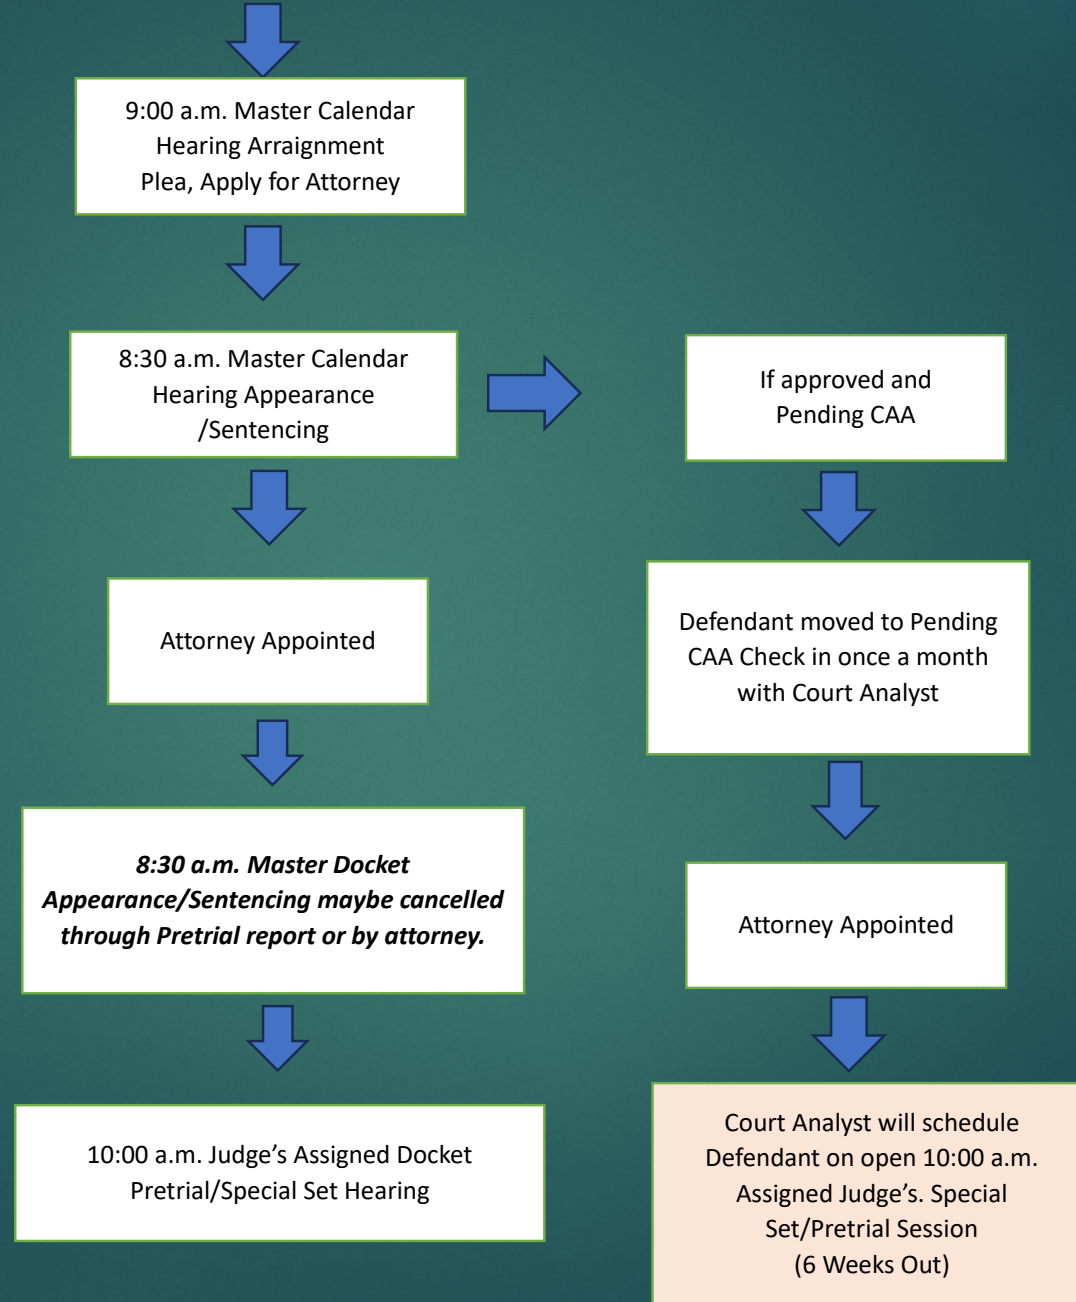 9:00 a.m. Master Calendar
Hearing Arraignment
Plea, Apply for Attorney
8:30 a.m. Master Calendar
Hearing Appearance
/Sentencing
If approved and
Pending CAA
Attorney Appointed
Defendant moved to Pending
CAA Check in once a month
with Court Analyst
8:30 a.m. Master Docket
Appearance/Sentencing maybe cancelled
through Pretrial report or by attorney.
Attorney Appointed
10:00 a.m. Judge’s Assigned Docket
Pretrial/Special Set Hearing
Court Analyst will schedule
Defendant on open 10:00 a.m.
Assigned Judge’s. Special
Set/Pretrial Session
(6 Weeks Out)